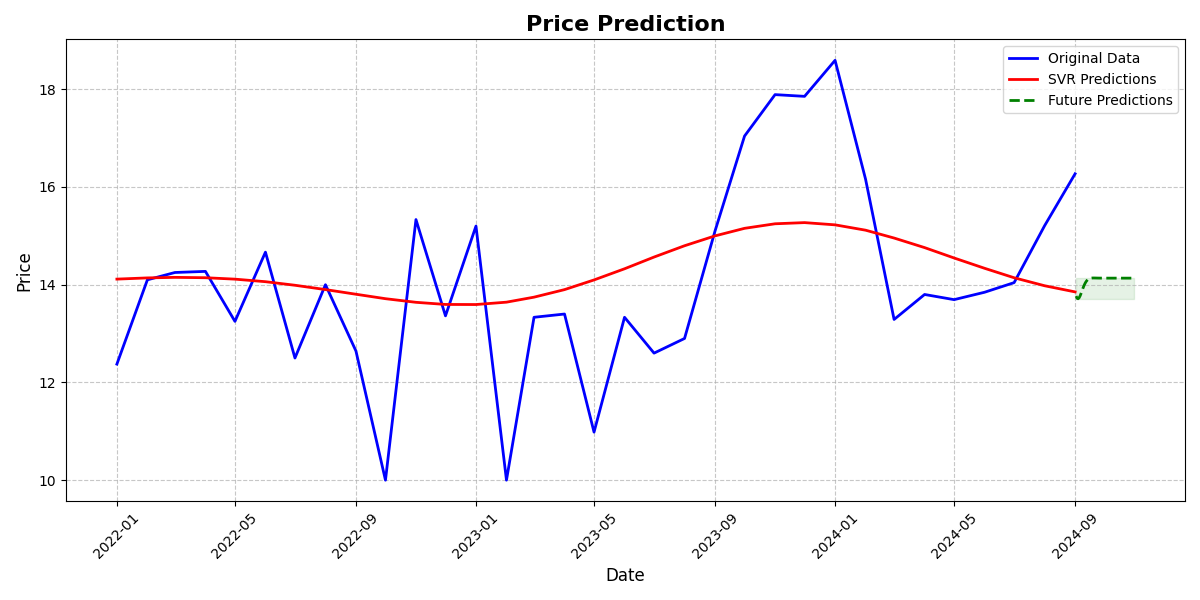 Price Prediction
Original Data
SVR Predictions
Future Predictions
Price
18
16
14
12
10
2022-01
2022-05
2022-09
2023-01
2023-05
2023-09
2024-01
2024-05
2024-09
Date